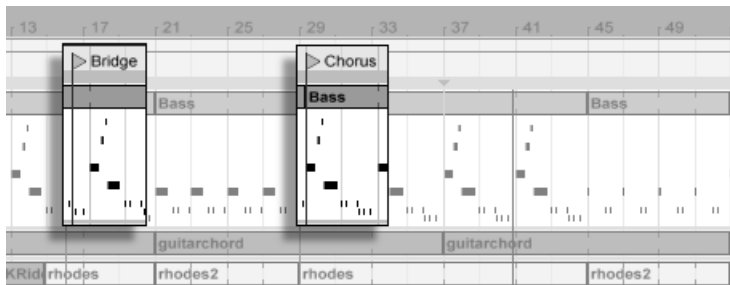 13 17 21 25 29 33 37 41 45 49
Bridge Chorus
Bass Bass Bass
guitarchord guitarchord
KRide rhodes rhodes2 rhodes rhodes2